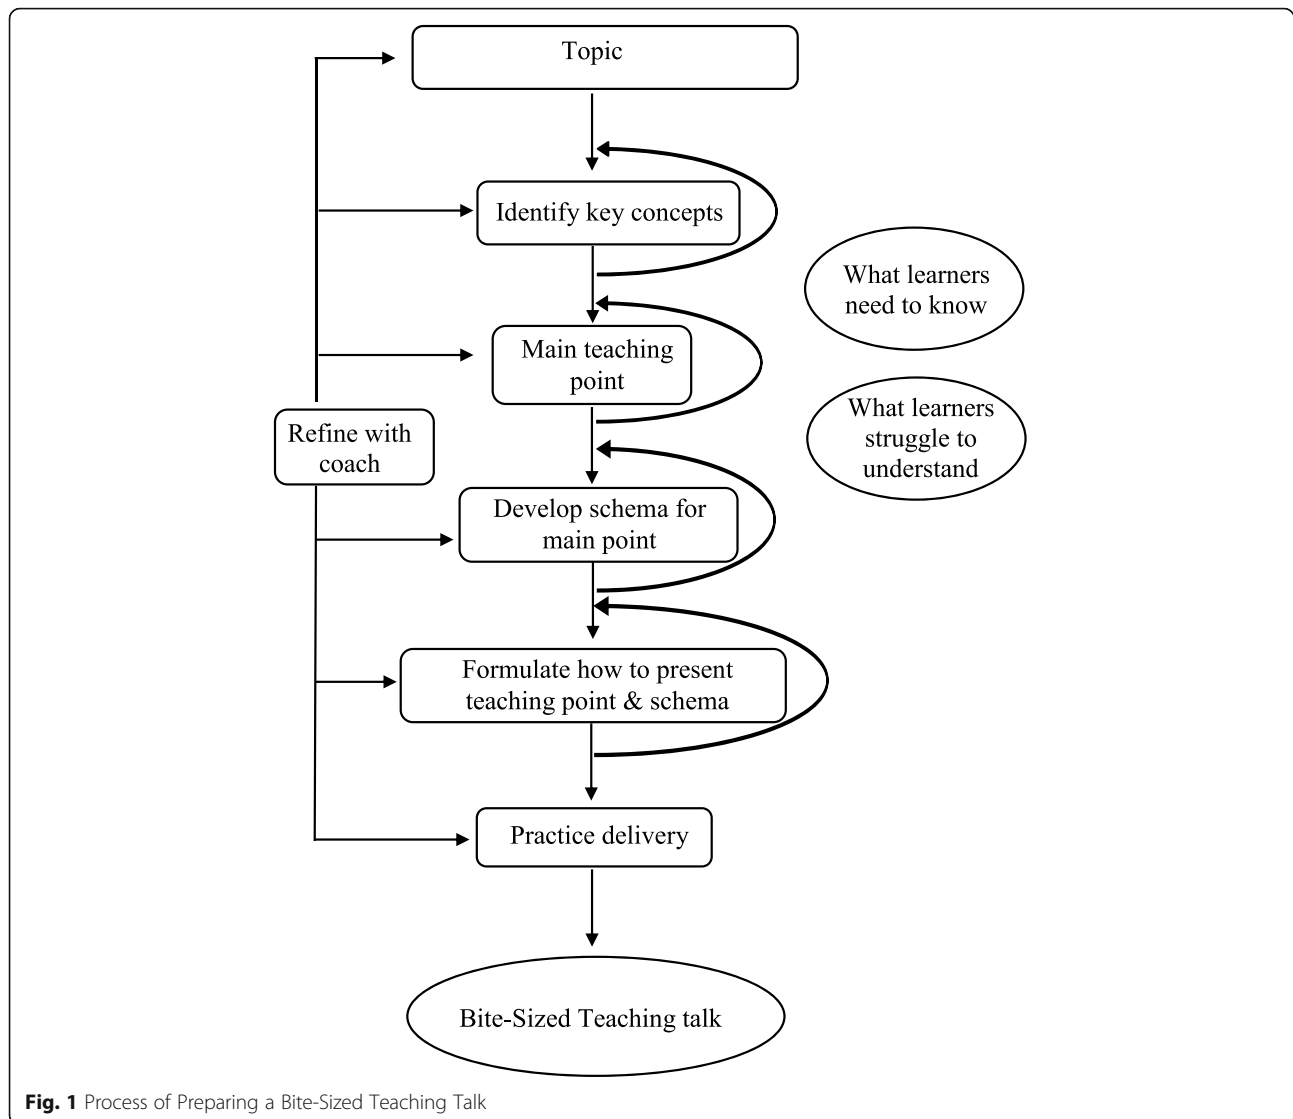 Topic
Identify key concepts
What learners
need to know
Main teaching
point
What learners
struggle to
understand
Refine with
coach
Develop schema for
main point
Formulate how to present
teaching point & schema
Practice delivery
Bite-Sized Teaching talk
Fig. 1 Process of Preparing a Bite-Sized Teaching Talk